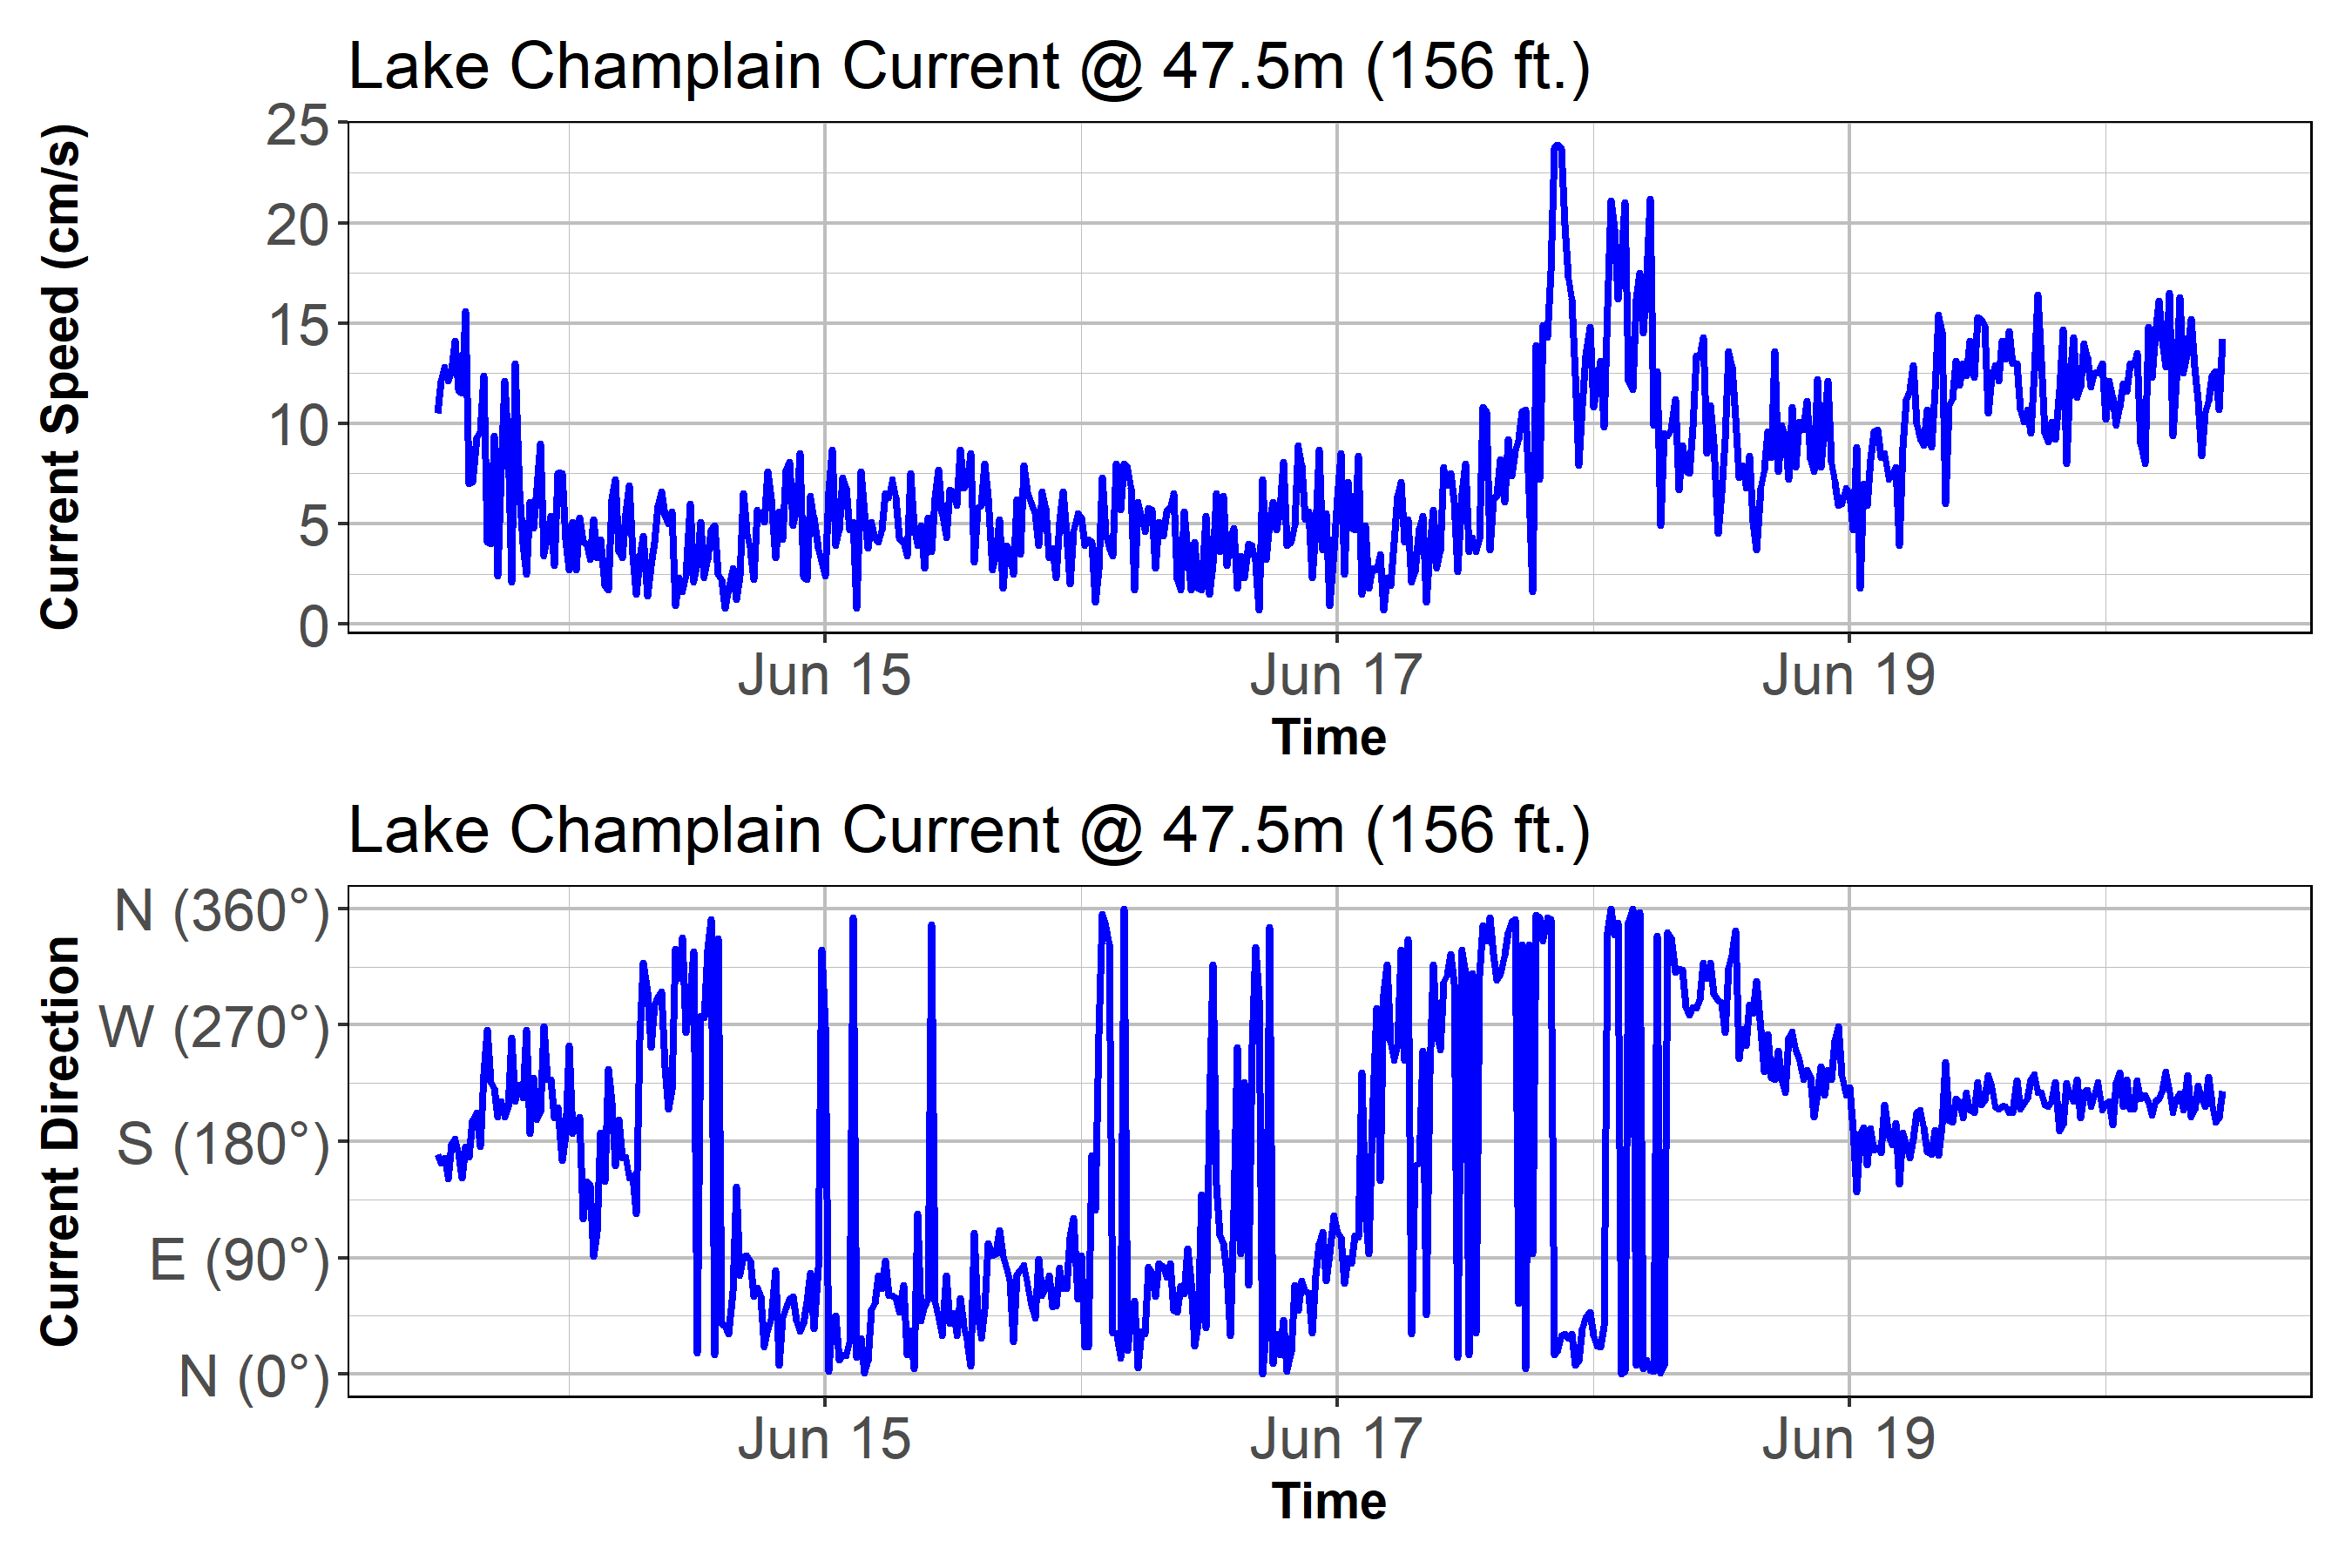 Lake Champlain Current @ 47.5m (156 ft.)
Current Speed (cm/s)
25
20
15
10
5
0
Jun 15
Jun 17
Jun 19
Time
Lake Champlain Current @ 47.5m (156 ft.)
Current Direction
N (360°)
W (270°)
S (180°)
E (90°)
N (0°)
Jun 15
Jun 17
Jun 19
Time